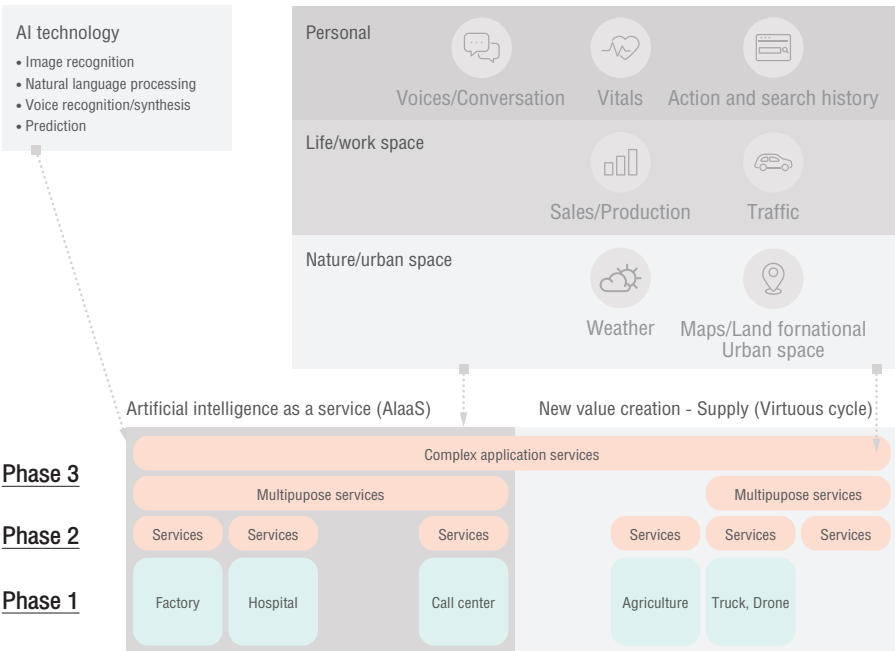 AI technology
• Image recognition
• Natural language processing
• Voice recognition/synthesis
• Prediction
Personal
Voices/Conversation
Vitals
Action and search history
Life/work space
Sales/Production
Traffic
Nature/urban space
Weather
Maps/Land fornational
Urban space
Artificial intelligence as a service (AIaaS)
New value creation - Supply (Virtuous cycle)
Phase 3
Complex application services
Multipupose services
Multipupose services
Phase 2
Services
Services
Services
Services
Services
Services
Phase 1
Factory
Hospital
Call center
Agriculture
Truck, Drone